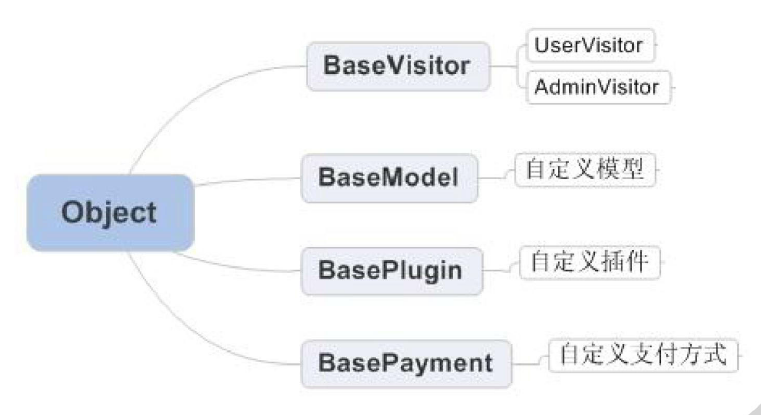 Object
BaseVisitor
UserVisitor
AdminVisitor
BaseModel
自定义模型
BasePlugin
自定义插件
BasePayment
自定义支付方式